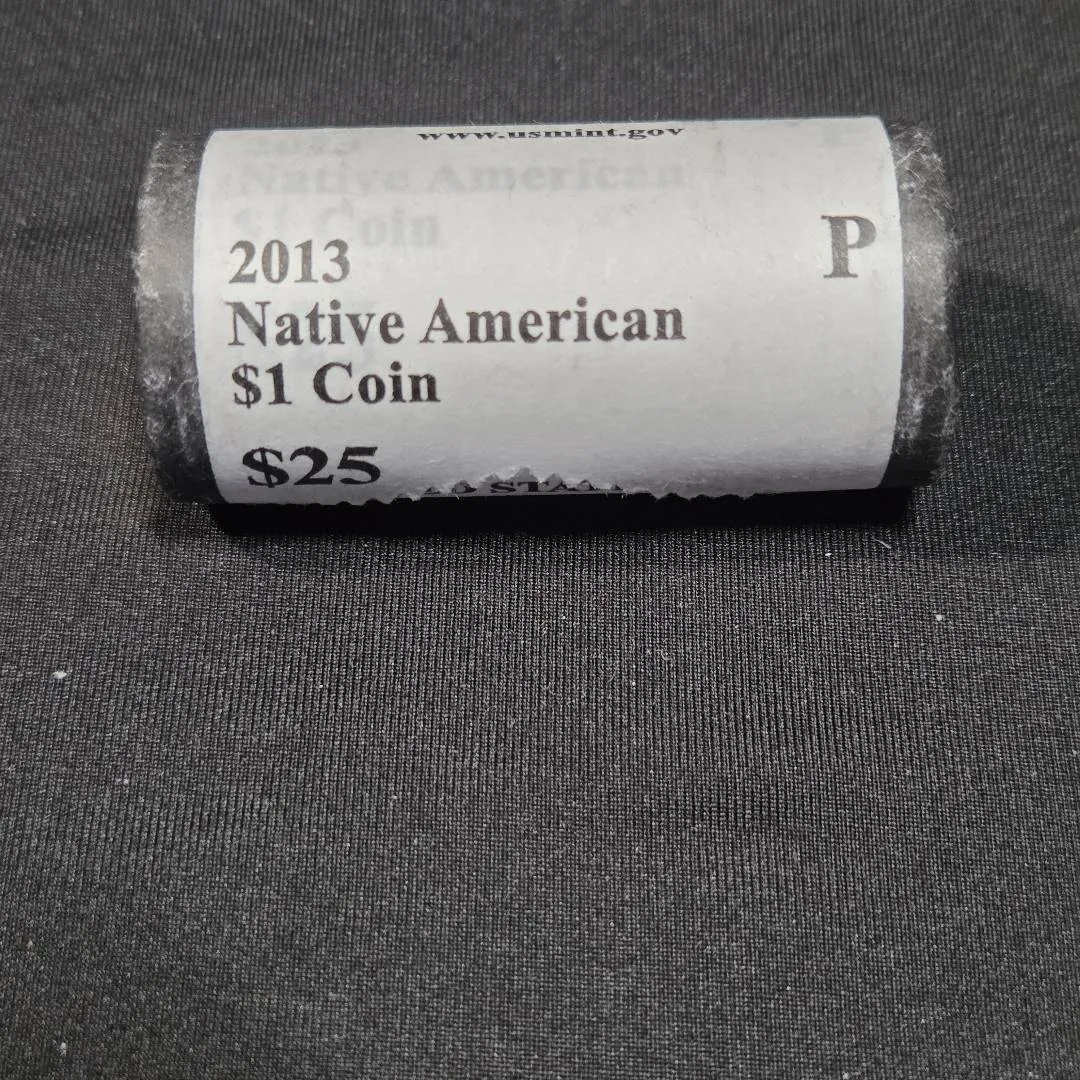 www.usmint.gov
2013
Native American
$1 Coin
P
$25